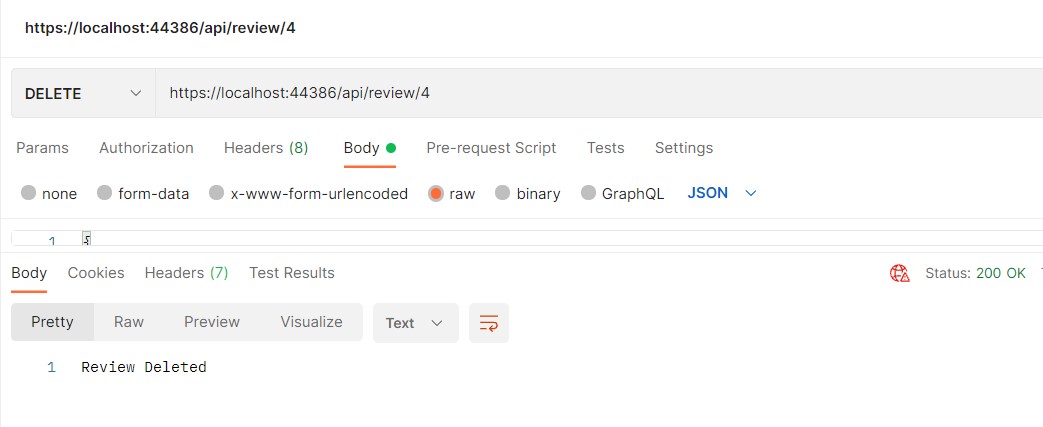 https://localhost:44386/api/review/4
DELETE https://localhost:44386/api/review/4
Params Authorization Headers (8) Body Pre-request Script Tests Settings
none form-data x-www-form-urlencoded raw binary GraphQL JSON
1 {
Body Cookies Headers (7) Test Results Status: 200 OK
Pretty Raw Preview Visualize Text
1 Review Deleted